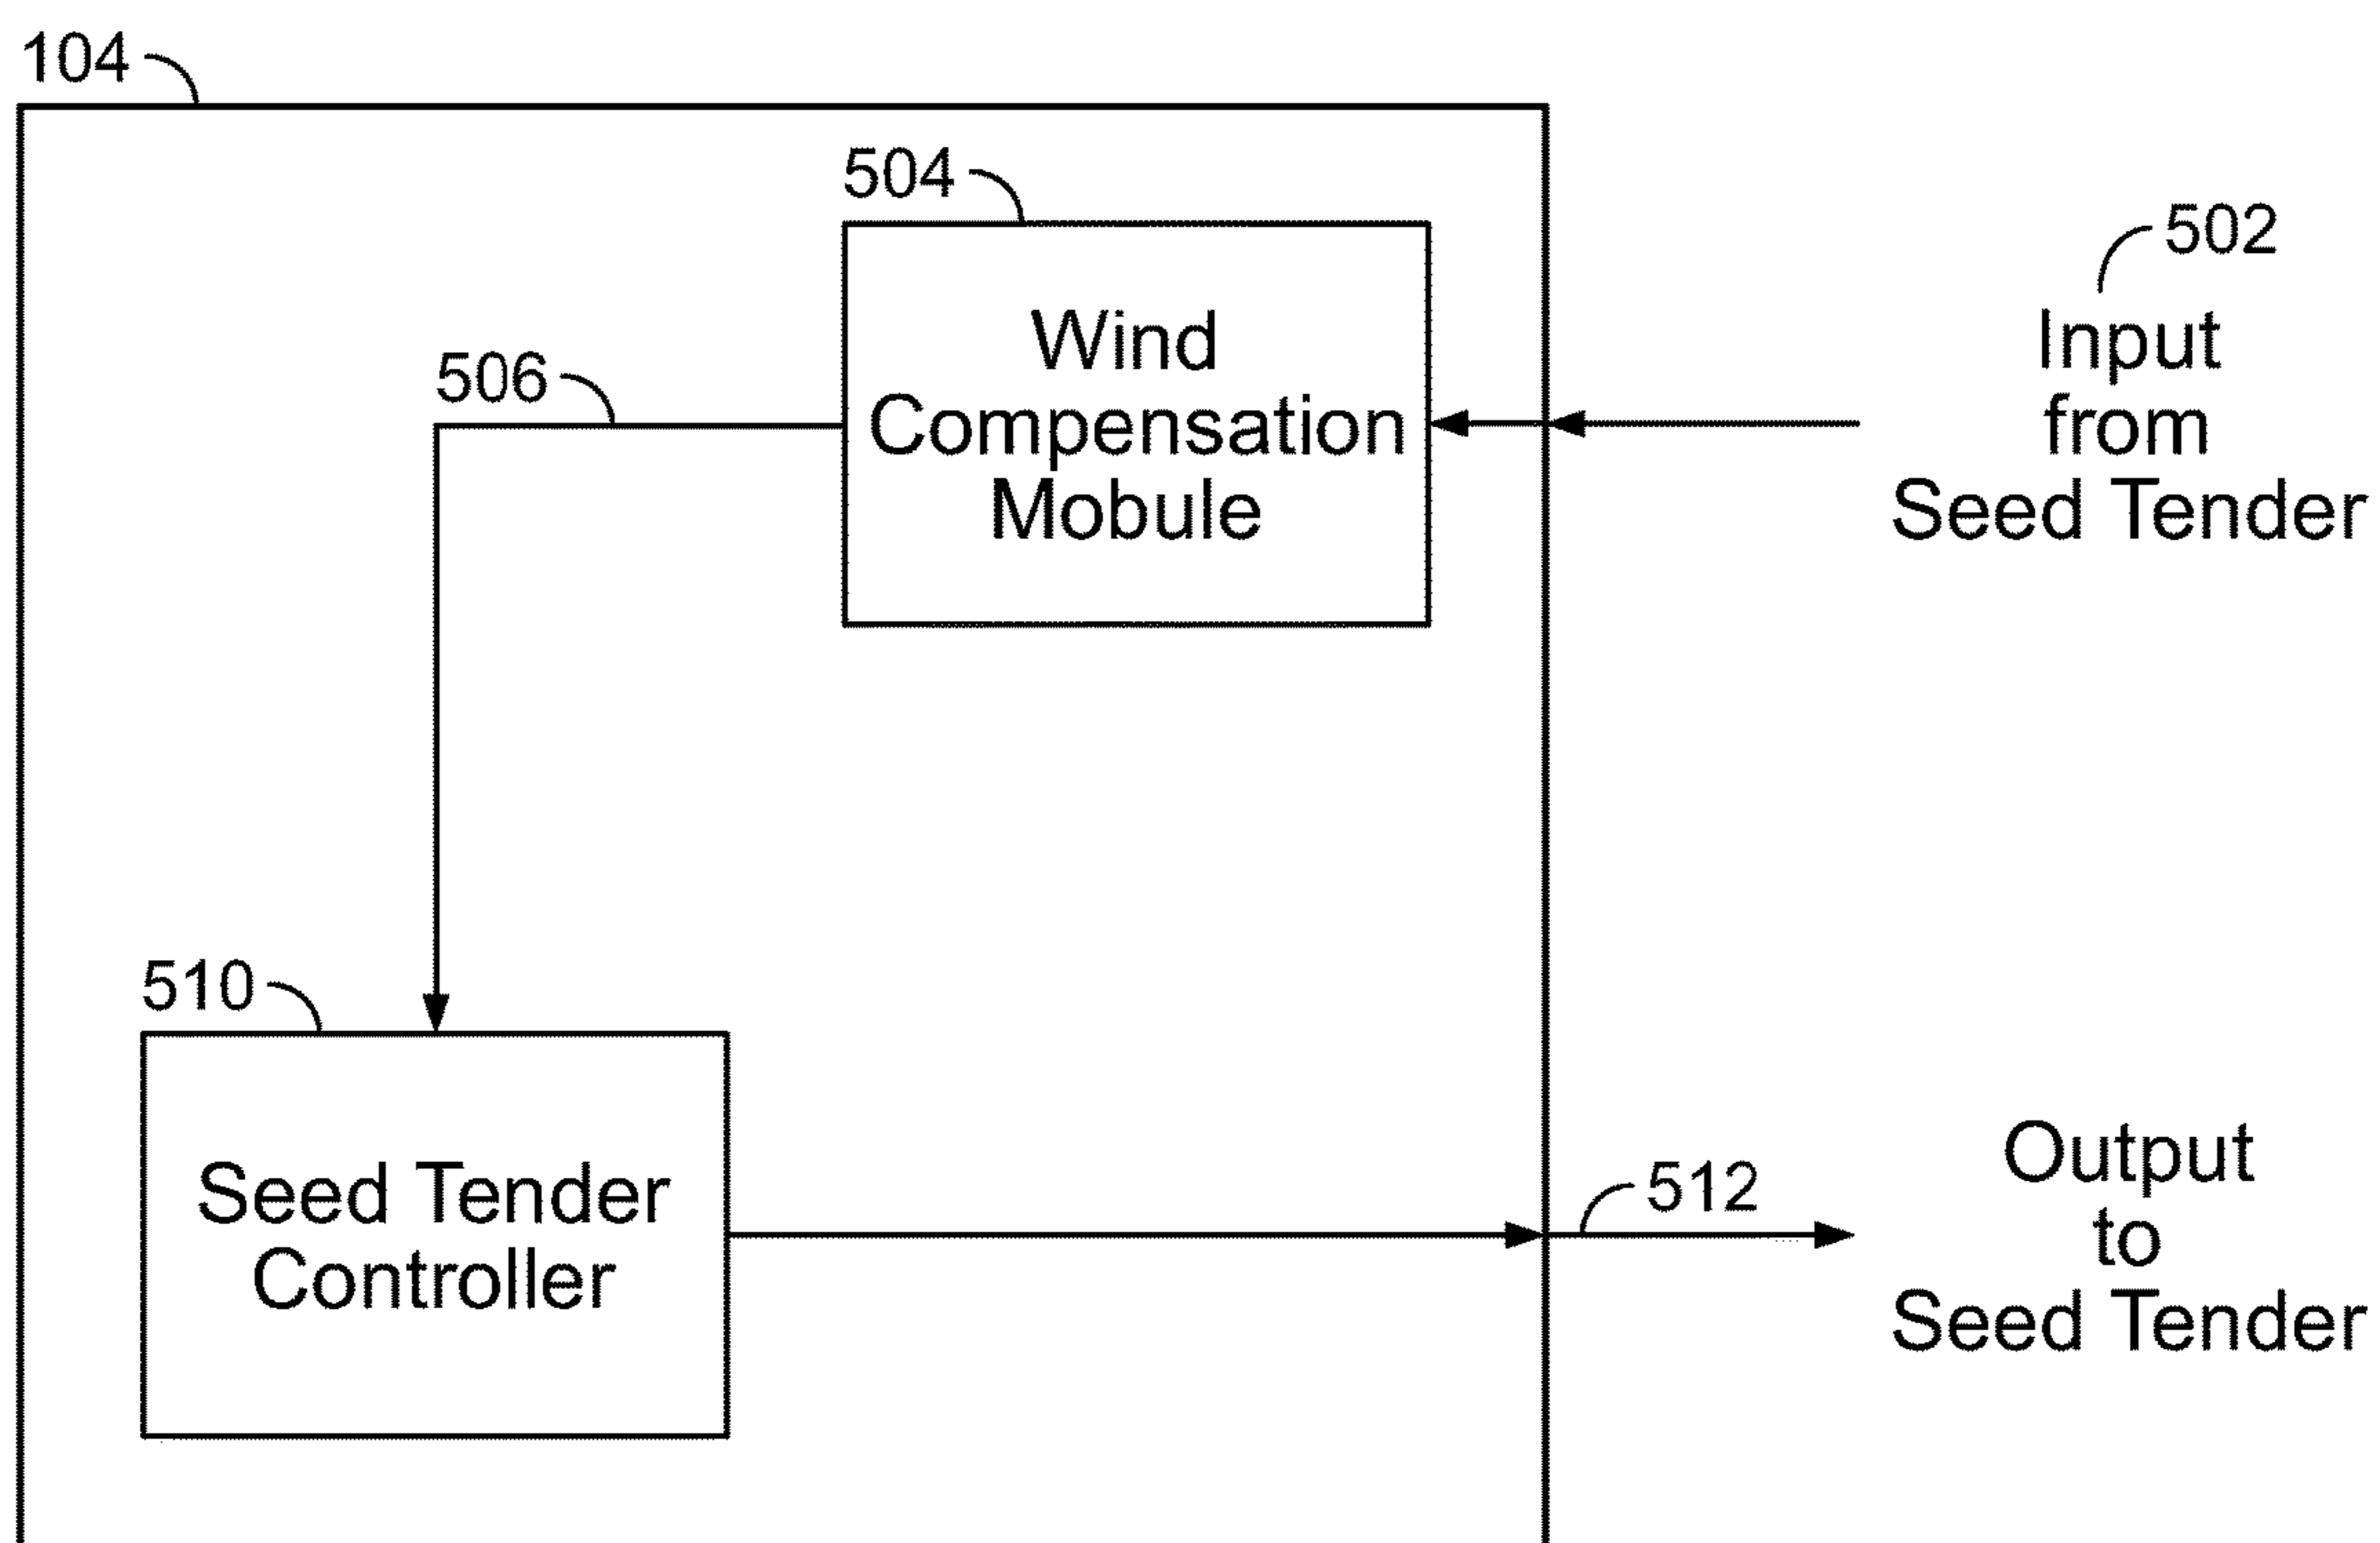 104
504
Wind
Compensation
Mobule
502
Input
from
Seed Tender
506
510
Seed Tender
Controller
512
Output
to
Seed Tender